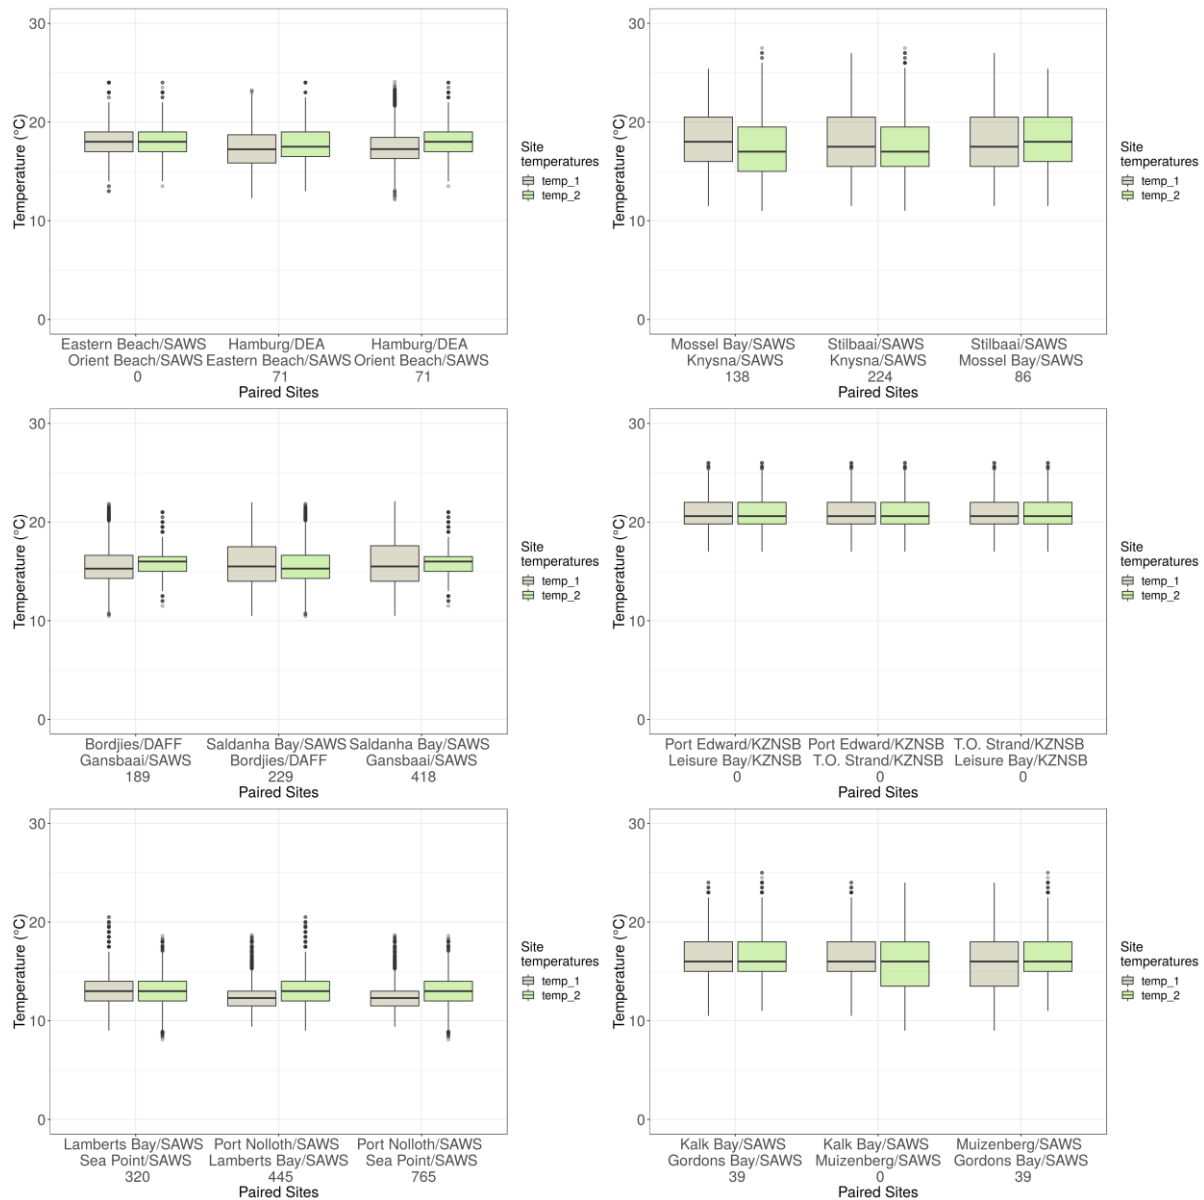 30
20
10
0
Temperature (°C)
Eastern Beach/SAWS Hamburg/DEA Hamburg/DEA
Orient Beach/SAWS Eastern Beach/SAWS Orient Beach/SAWS
0 71 71
Paired Sites
Site
temperatures
temp_1
temp_2
30
20
10
0
Temperature (°C)
Mossel Bay/SAWS Stilbaai/SAWS Stilbaai/SAWS
Knysna/SAWS Knysna/SAWS Mossel Bay/SAWS
138 224 86
Paired Sites
Site
temperatures
temp_1
temp_2
30
20
10
0
Temperature (°C)
Bordjies/DAFF Saldanha Bay/SAWS Saldanha Bay/SAWS
Gansbaai/SAWS Bordjies/DAFF Gansbaai/SAWS
189 229 418
Paired Sites
Site
temperatures
temp_1
temp_2
30
20
10
0
Temperature (°C)
Port Edward/KZNSB Port Edward/KZNSB T.O. Strand/KZNSB
Leisure Bay/KZNSB T.O. Strand/KZNSB Leisure Bay/KZNSB
0 0 0
Paired Sites
Site
temperatures
temp_1
temp_2
30
20
10
0
Temperature (°C)
Lamberts Bay/SAWS Port Nolloth/SAWS Port Nolloth/SAWS
Sea Point/SAWS Lamberts Bay/SAWS Sea Point/SAWS
320 445 765
Paired Sites
Site
temperatures
temp_1
temp_2
30
20
10
0
Temperature (°C)
Kalk Bay/SAWS Kalk Bay/SAWS Muizenberg/SAWS
Gordons Bay/SAWS Muizenberg/SAWS Gordons Bay/SAWS
39 0 39
Paired Sites
Site
temperatures
temp_1
temp_2